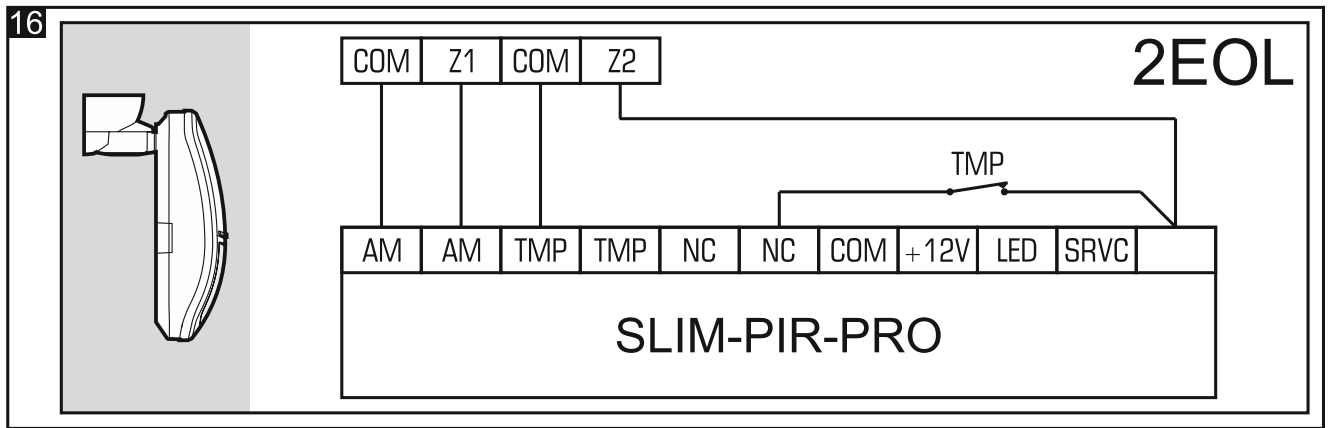 16
2EOL
COM Z1 COM Z2
TMP
AM AM TMP TMP NC NC COM +12V LED SRVC
SLIM-PIR-PRO